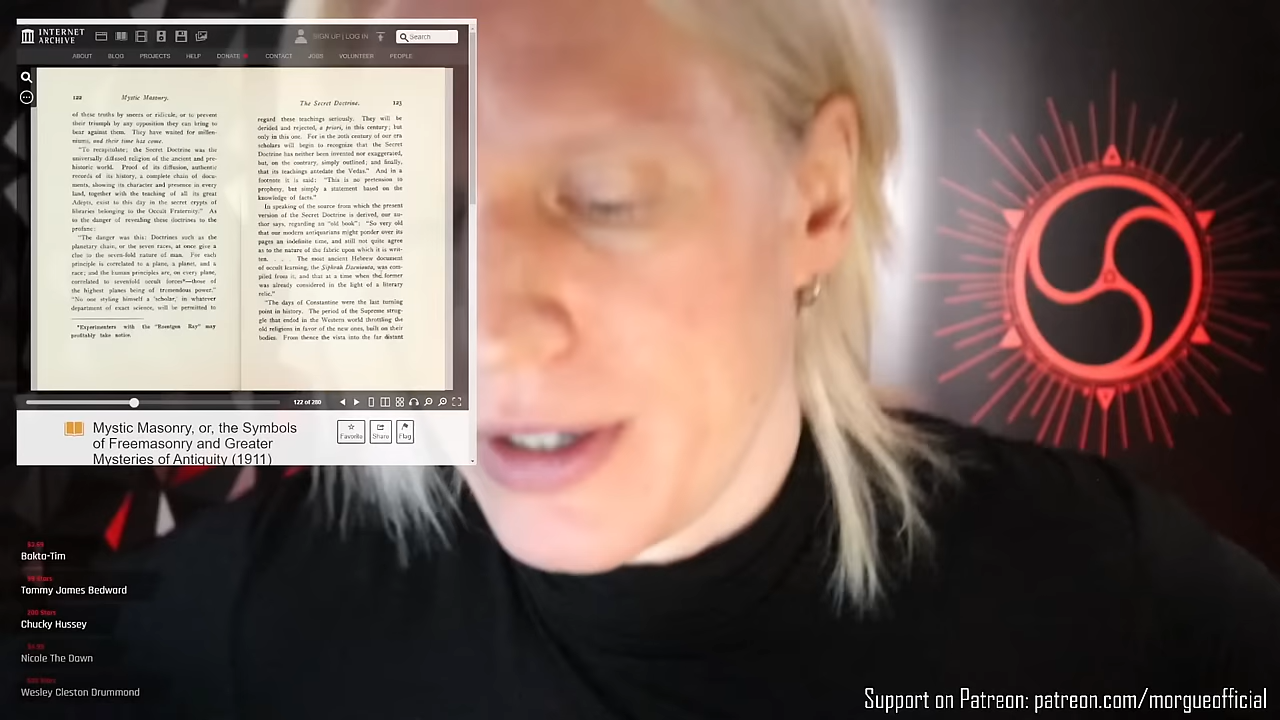 INTERNET
ARCHIVE
SIGN UP | LOG IN
Search
ABOUT BLOG PROJECTS HELP DONATE CONTACT JOBS VOLUNTEER PEOPLE
122 Mystic Masonry.
of these truths by sneers or ridicule, or to prevent
their triumph by any opposition they can bring to
bear against them. They have waited for millen-
niums, and their time has come.
"To recapitulate; the Secret Doctrine was the
universally diffused religion of the ancient and pre-
historic world. Proof of its diffusion, authentic
records of its history, a complete chain of docu-
ments, showing its character and presence in every
land, together with the teaching of all its great
Adepts, exist to this day in the secret crypts of
libraries belonging to the Occult Fraternity." As
to the danger of revealing these doctrines to the
profane:
"The danger was this: Doctrines such as the
planetary chain, or the seven races, at once give a
clue to the seven-fold nature of man. For each
principle is correlated to a plane, a planet, and a
race; and the human principles are, on every plane,
correlated to sevenfold occult forces*—those of
the highest planes being of tremendous power."
"No one styling himself a 'scholar,' in whatever
department of exact science, will be permitted to
*Experimenters with the "Roentgen Ray" may
profitably take notice.
The Secret Doctrine. 123
regard these teachings seriously. They will be
derided and rejected, a priori, in this century; but
only in this one. For in the 20th century of our era
scholars will begin to recognize that the Secret
Doctrine has neither been invented nor exaggerated,
but, on the contrary, simply outlined; and finally,
that its teachings antedate the Vedas." And in a
footnote it is said: "This is no pretension to
prophecy, but simply a statement based on the
knowledge of facts."
In speaking of the source from which the present
version of the Secret Doctrine is derived, our au-
thor says, regarding an "old book": "So very old
that our modern antiquarians might ponder over its
pages an indefinite time, and still not quite agree
as to the nature of the fabric upon which it is writ-
ten. . . . The most ancient Hebrew document
of occult learning, the Siphrah Dzeniouta, was com-
piled from it, and that at a time when the former
was already considered in the light of a literary
relic."
"The days of Constantine were the last turning
point in history. The period of the Supreme strug-
gle that ended in the Western world throttling the
old religions in favor of the new ones, built on their
bodies. From thence the vista into the far distant
122 of 280
Mystic Masonry, or, the Symbols
of Freemasonry and Greater
Mysteries of Antiquity (1911)
Favorite Share Flag
Bokta-Tim
Tommy James Bedward
200 Stars
Chucky Hussey
Nicole The Dawn
Wesley Cleston Drummond
Support on Patreon: patreon.com/morgueofficial